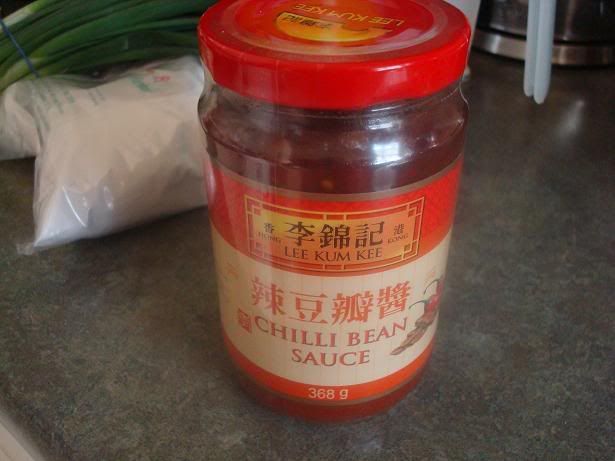 LEE KUM KEE
香 李錦記 港
HONG KONG
LEE KUM KEE
辣豆瓣醬
CHILLI BEAN
SAUCE
368 g